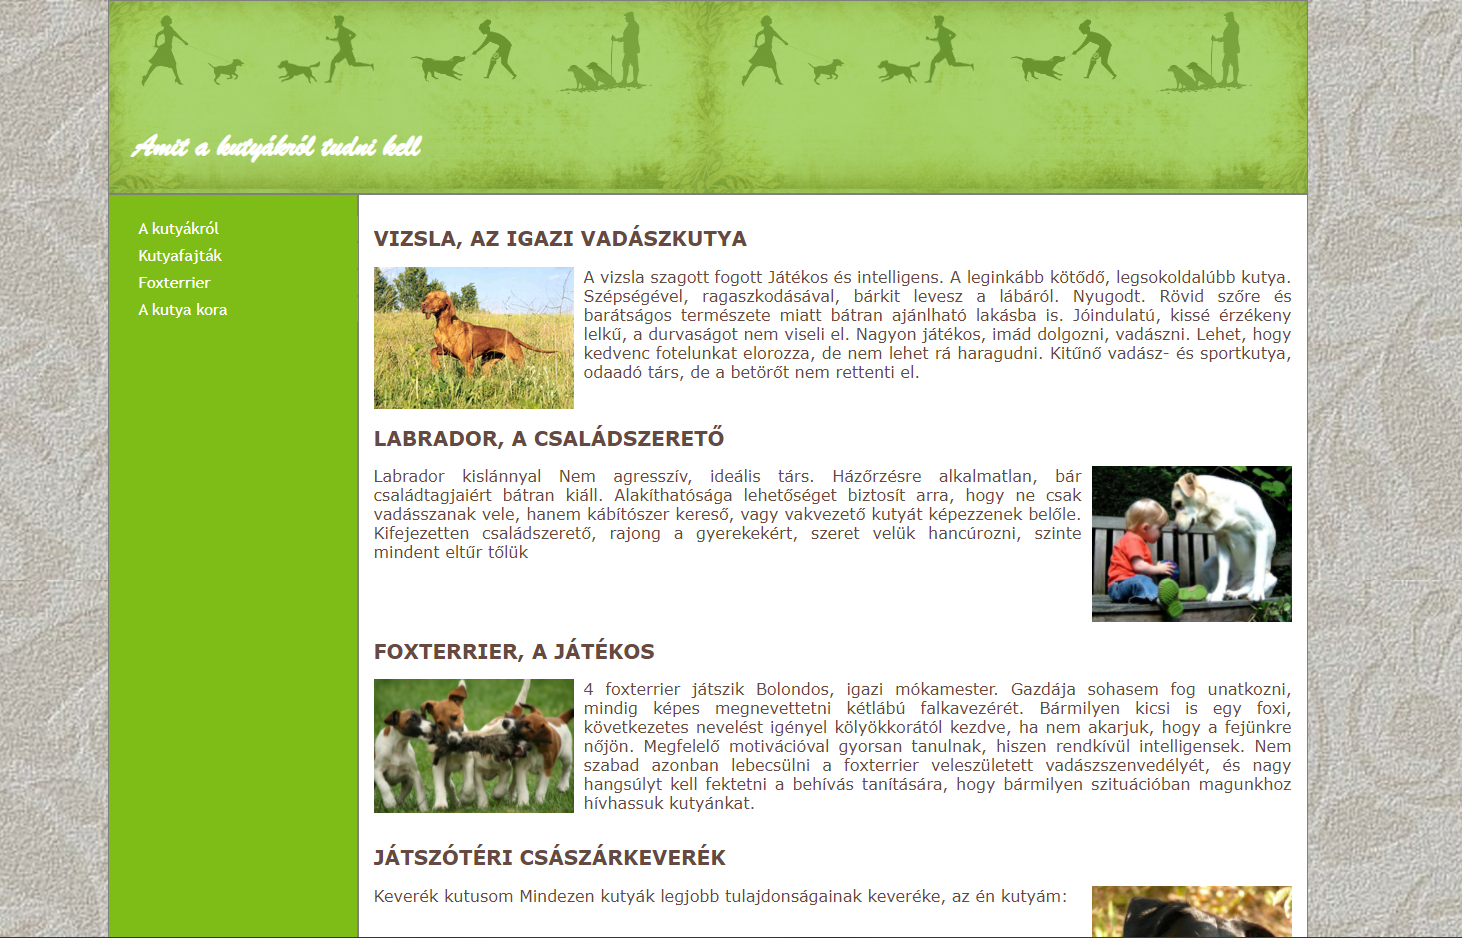 Amit a kutyákról tudni kell
A kutyákról
Kutyafajták
Foxterrier
A kutya kora
VIZSLA, AZ IGAZI VADÁSZKUTYA
A vizsla szagott fogott Játékos és intelligens. A leginkább kötődő, legsokoldalúbb kutya.
Szépségével, ragaszkodásával, bárkit levesz a lábáról. Nyugodt. Rövid szőre és
barátságos természete miatt bátran ajánlható lakásba is. Jóindulatú, kissé érzékeny
lelkű, a durvaságot nem viseli el. Nagyon játékos, imád dolgozni, vadászni. Lehet, hogy
kedvenc fotelunkat elorozza, de nem lehet rá haragudni. Kitűnő vadász- és sportkutya,
odaadó társ, de a betörőt nem rettenti el.
LABRADOR, A CSALÁDSZERETŐ
Labrador kislánnyal Nem agresszív, ideális társ. Házőrzésre alkalmatlan, bár
családtagjaiért bátran kiáll. Alakíthatósága lehetőséget biztosít arra, hogy ne csak
vadásszanak vele, hanem kábítószer kereső, vagy vakvezető kutyát képezzenek belőle.
Kifejezetten családszerető, rajong a gyerekekért, szeret velük hancúrozni, szinte
mindent eltűr tőlük
FOXTERRIER, A JÁTÉKOS
4 foxterrier játszik Bolondos, igazi mókamester. Gazdája sohasem fog unatkozni,
mindig képes megnevettetni kétlábú falkavezérét. Bármilyen kicsi is egy foxi,
következetes nevelést igényel kölyökkorától kezdve, ha nem akarjuk, hogy a fejünkre
nőjön. Megfelelő motivációval gyorsan tanulnak, hiszen rendkívül intelligensek. Nem
szabad azonban lebecsülni a foxterrier veleszületett vadászszenvedélyét, és nagy
hangsúlyt kell fektetni a behívás tanítására, hogy bármilyen szituációban magunkhoz
hívhassuk kutyánkat.
JÁTSZÓTÉRI CSÁSZÁRKEVERÉK
Keverék kutusom Mindezen kutyák legjobb tulajdonságainak keveréke, az én kutyám: